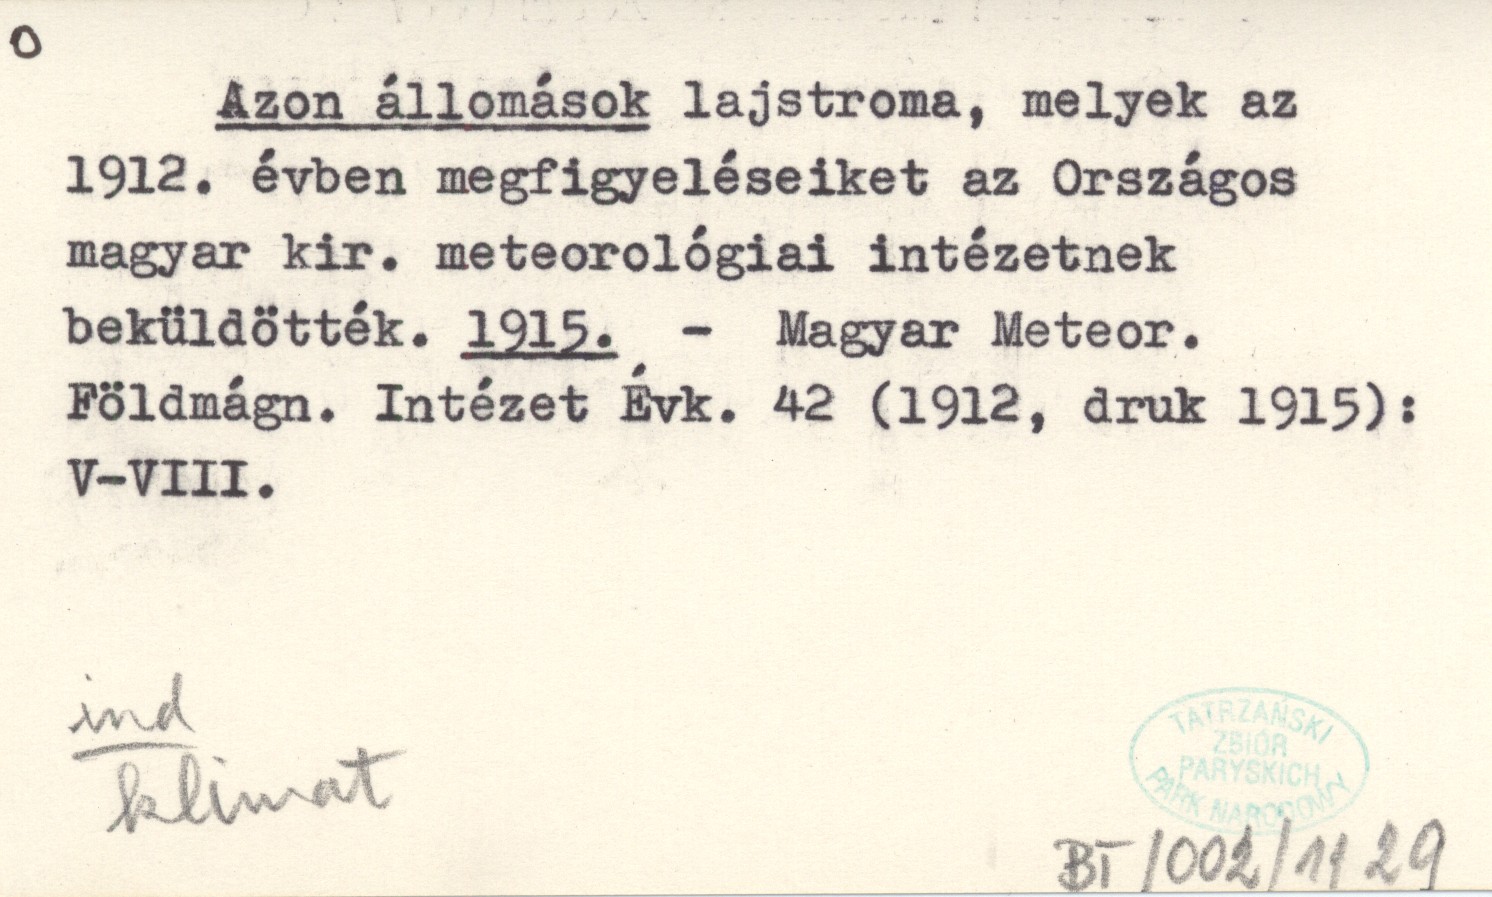 O
Azon állomások lajstroma, melyek az
1912. évben megfigyeléseiket az Országos
magyar kir. meteorológiai intézetnek
beküldötték. 1915. - Magyar Meteor.
Földmágn. Intézet Évk. 42 (1912, druk 1915):
V-VIII.
ind
klimat
TATRZAŃSKI
ZBIÓR
PARYSKICH
PARK NARODOWY
BT/002/1129